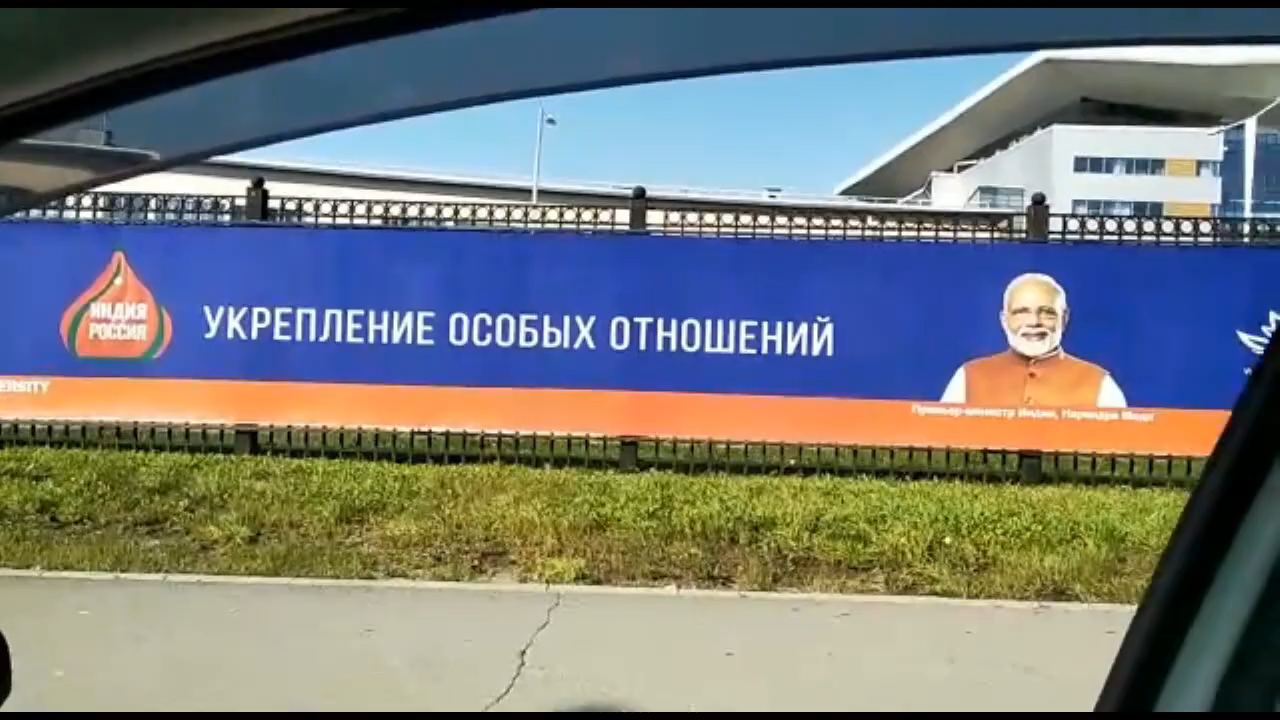 ИНДИЯ
РОССИЯ
УКРЕПЛЕНИЕ ОСОБЫХ ОТНОШЕНИЙ
ERSITY
Премьер-министр Индии, Нарендра Моди